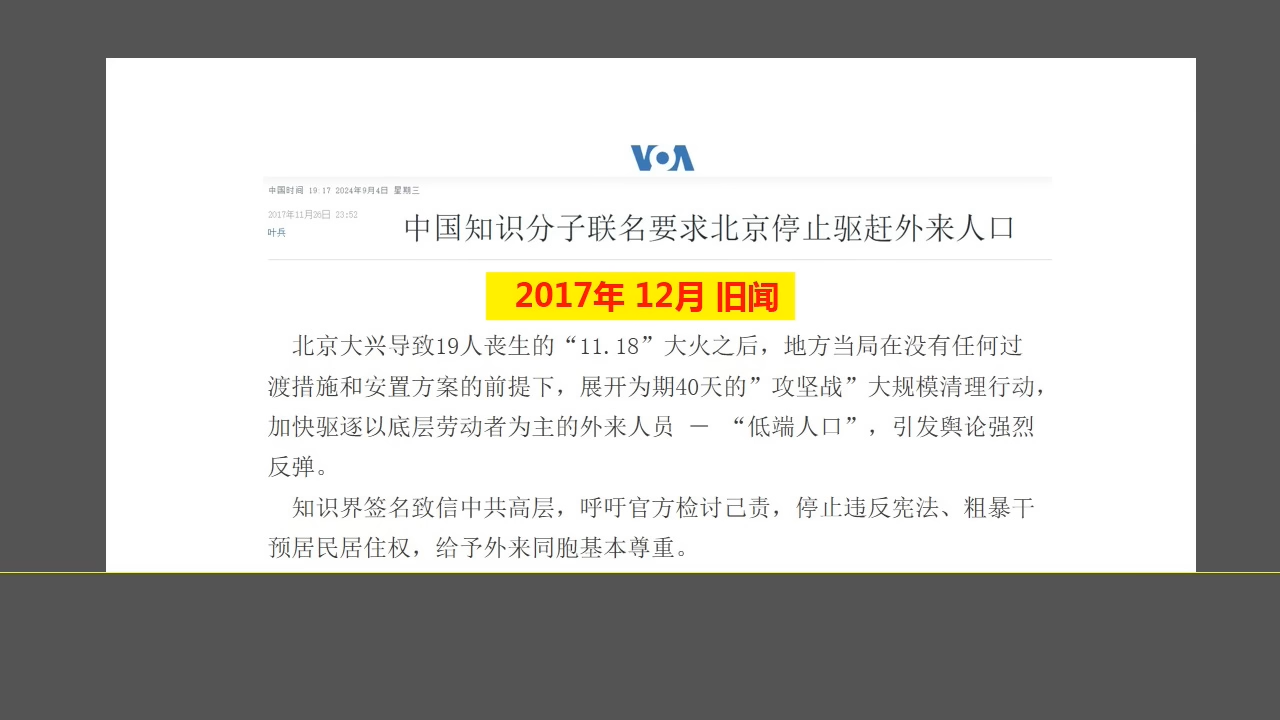 VOA
中国时间 19:17 2024年9月4日 星期三
2017年11月26日 23:52
叶兵
中国知识分子联名要求北京停止驱赶外来人口
2017年 12月 旧闻
北京大兴导致19人丧生的“11.18”大火之后，地方当局在没有任何过
渡措施和安置方案的前提下，展开为期40天的”攻坚战”大规模清理行动，
加快驱逐以底层劳动者为主的外来人员 － “低端人口”，引发舆论强烈
反弹。
知识界签名致信中共高层，呼吁官方检讨己责，停止违反宪法、粗暴干
预居民居住权，给予外来同胞基本尊重。